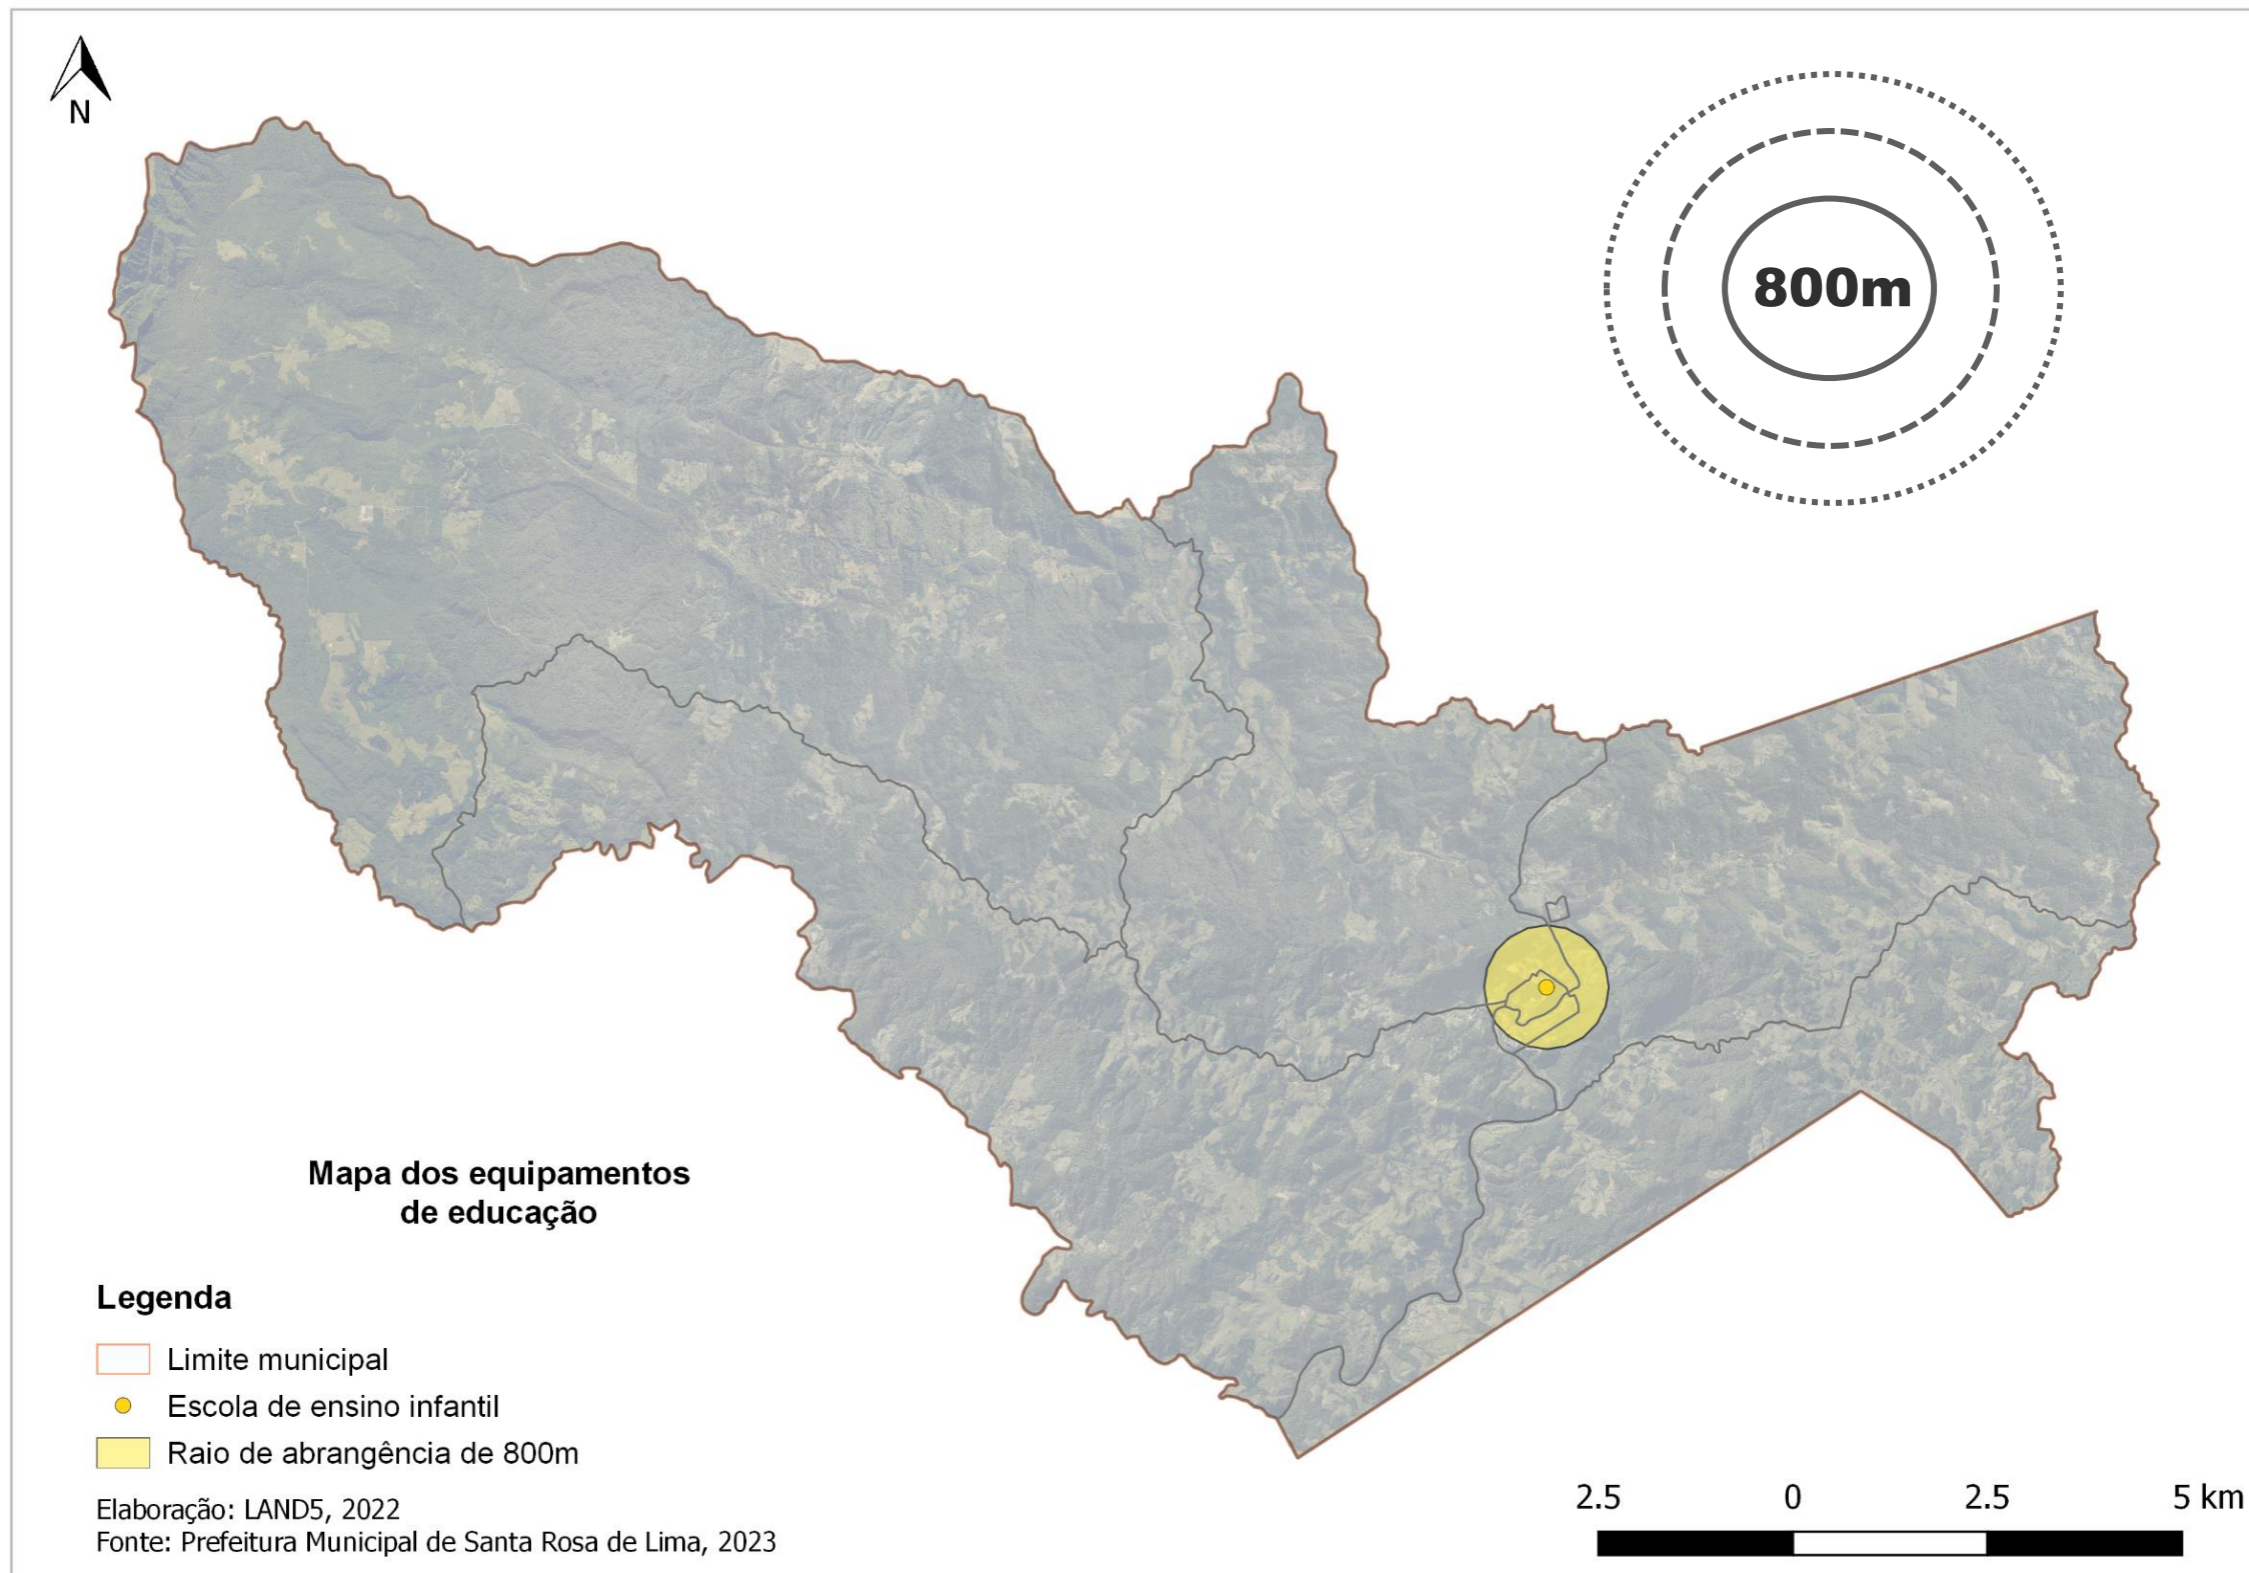 N
800m
Mapa dos equipamentos
de educação
Legenda
Limite municipal
Escola de ensino infantil
Raio de abrangência de 800m
Elaboração: LAND5, 2022
Fonte: Prefeitura Municipal de Santa Rosa de Lima, 2023
2.5 0 2.5 5 km